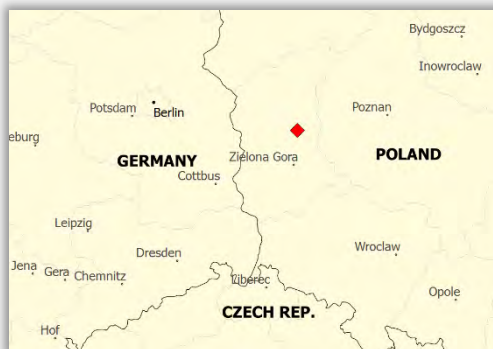 Bydgoszcz
Inowroclaw
Potsdam
Berlin
Poznan
eburg
GERMANY
Zielona Gora
POLAND
Cottbus
Leipzig
Dresden
Wroclaw
Jena
Gera
Chemnitz
Liberec
Opole
CZECH REP.
Hof